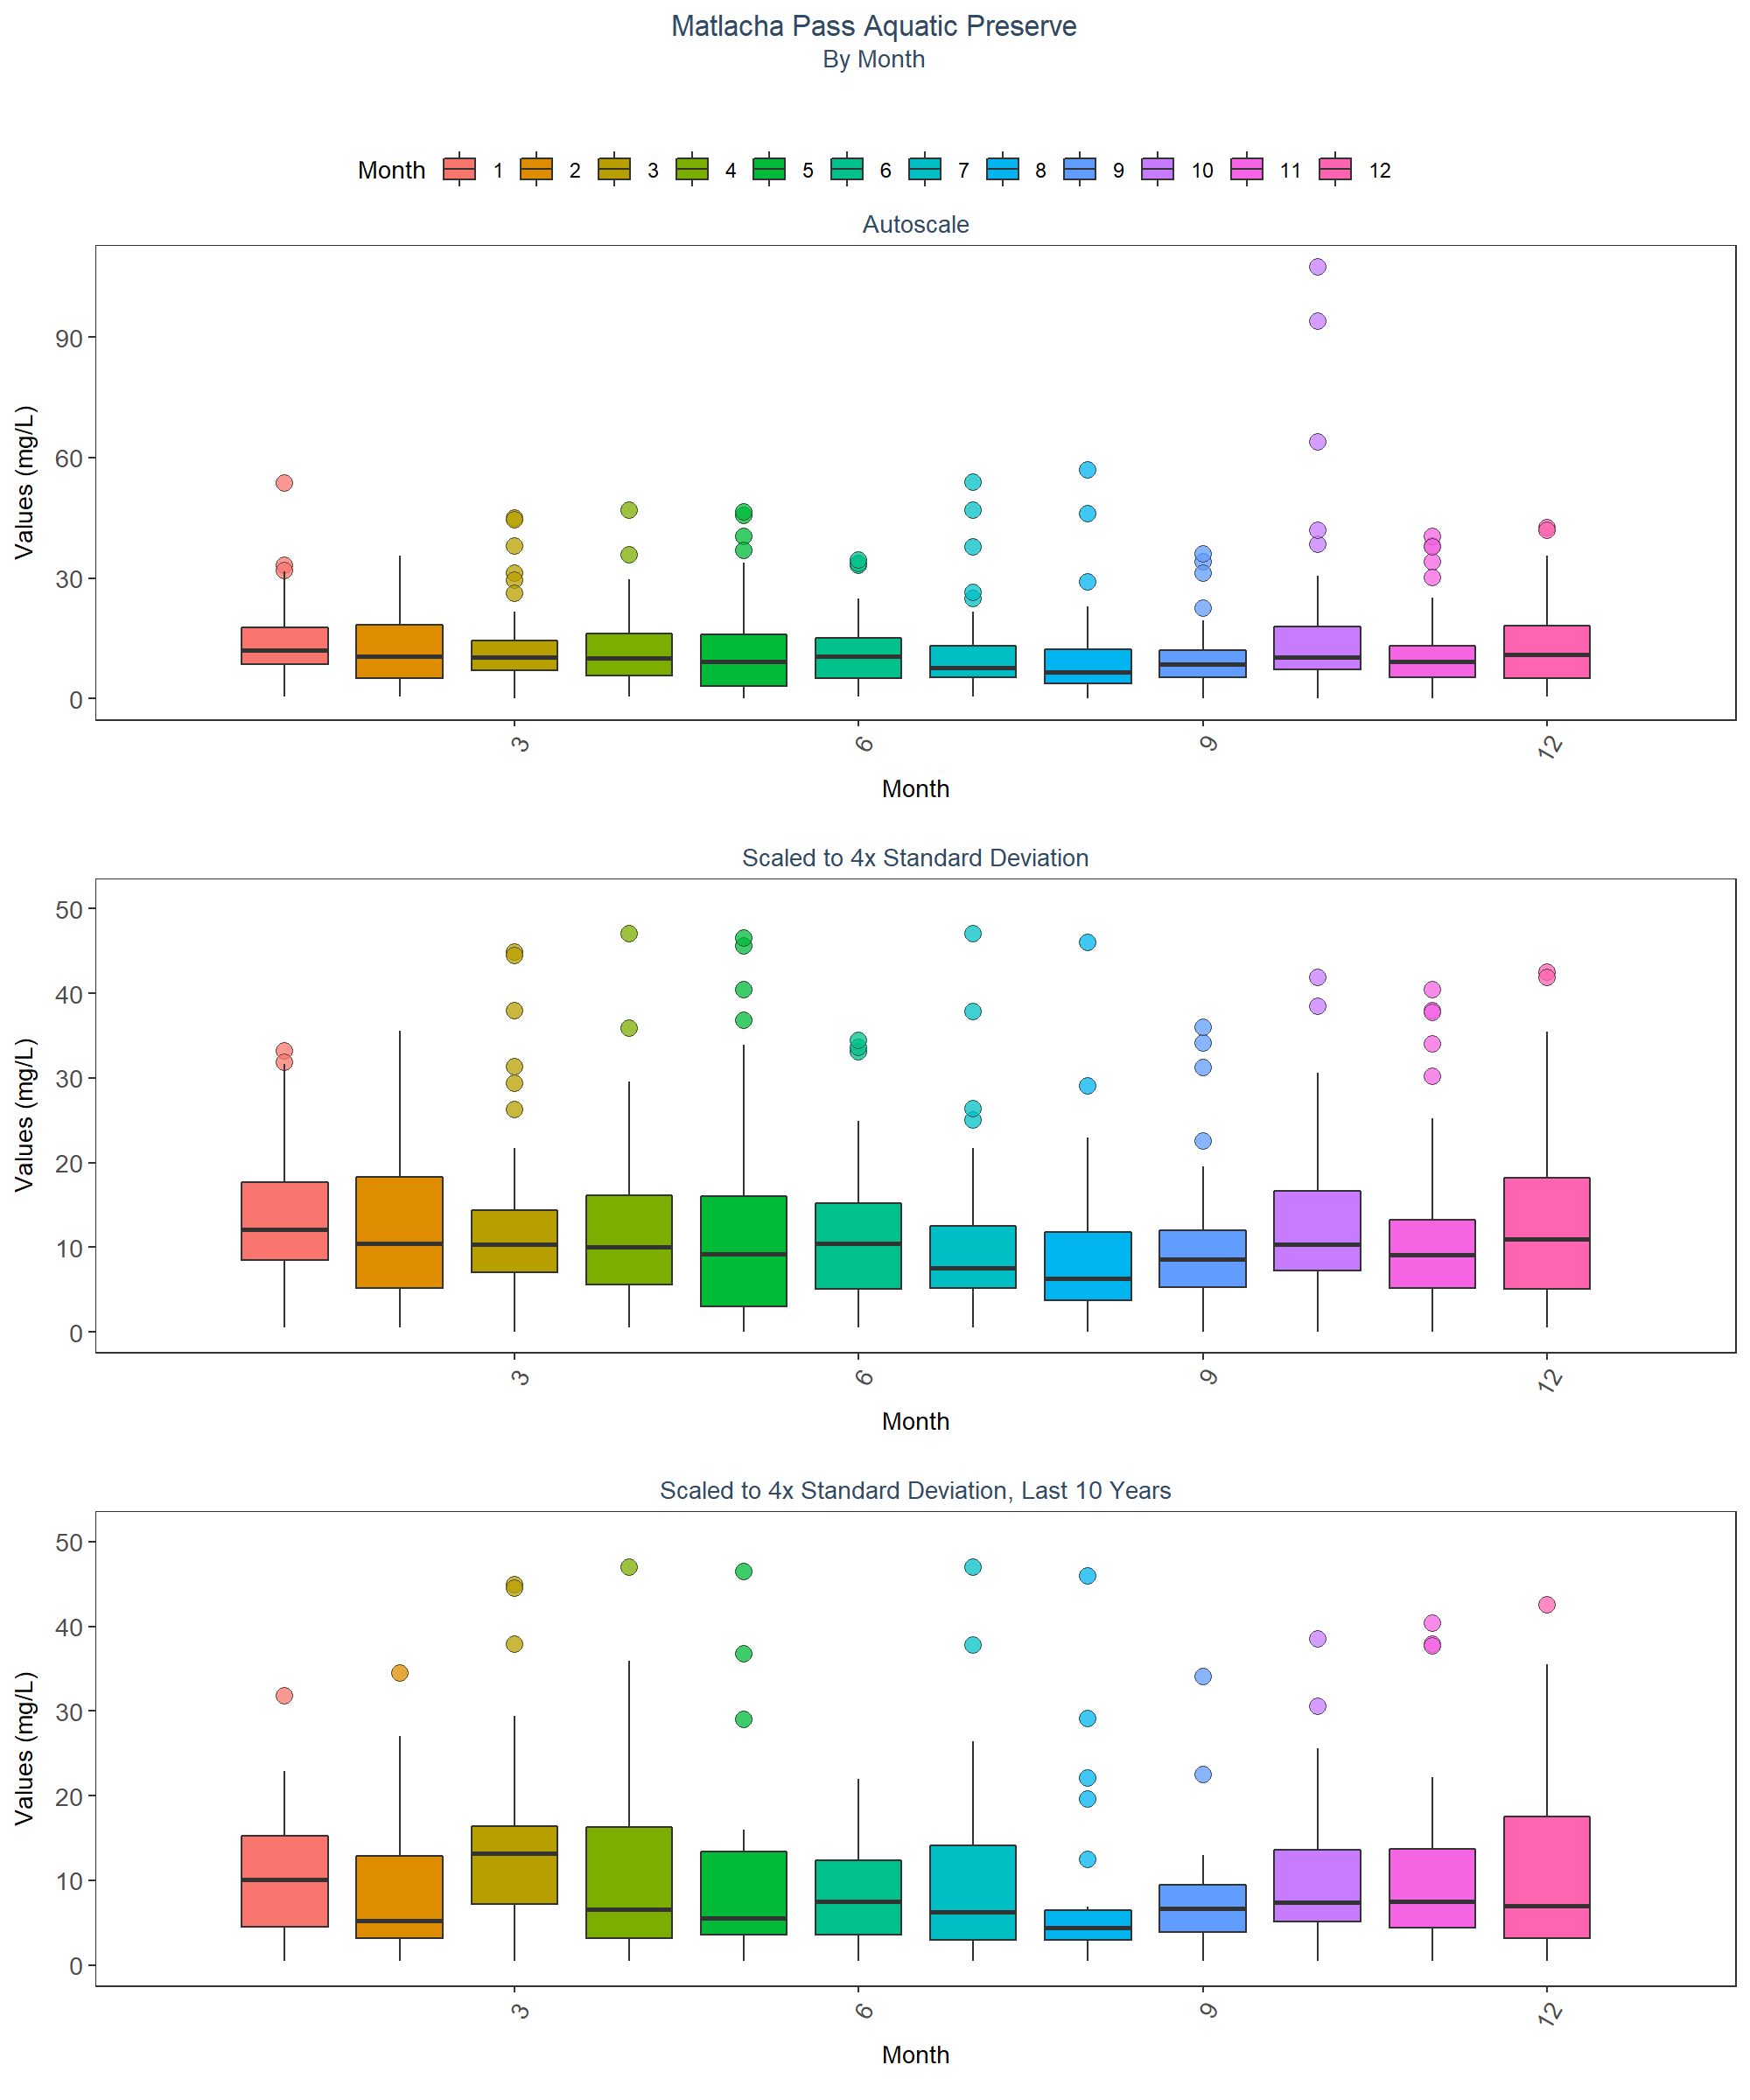 Matlacha Pass Aquatic Preserve
By Month
Month 1 2 3 4 5 6 7 8 9 10 11 12
Autoscale
Values (mg/L)
90
60
30
0
3 6 9 12
Month
Scaled to 4x Standard Deviation
Values (mg/L)
50
40
30
20
10
0
3 6 9 12
Month
Scaled to 4x Standard Deviation, Last 10 Years
Values (mg/L)
50
40
30
20
10
0
3 6 9 12
Month